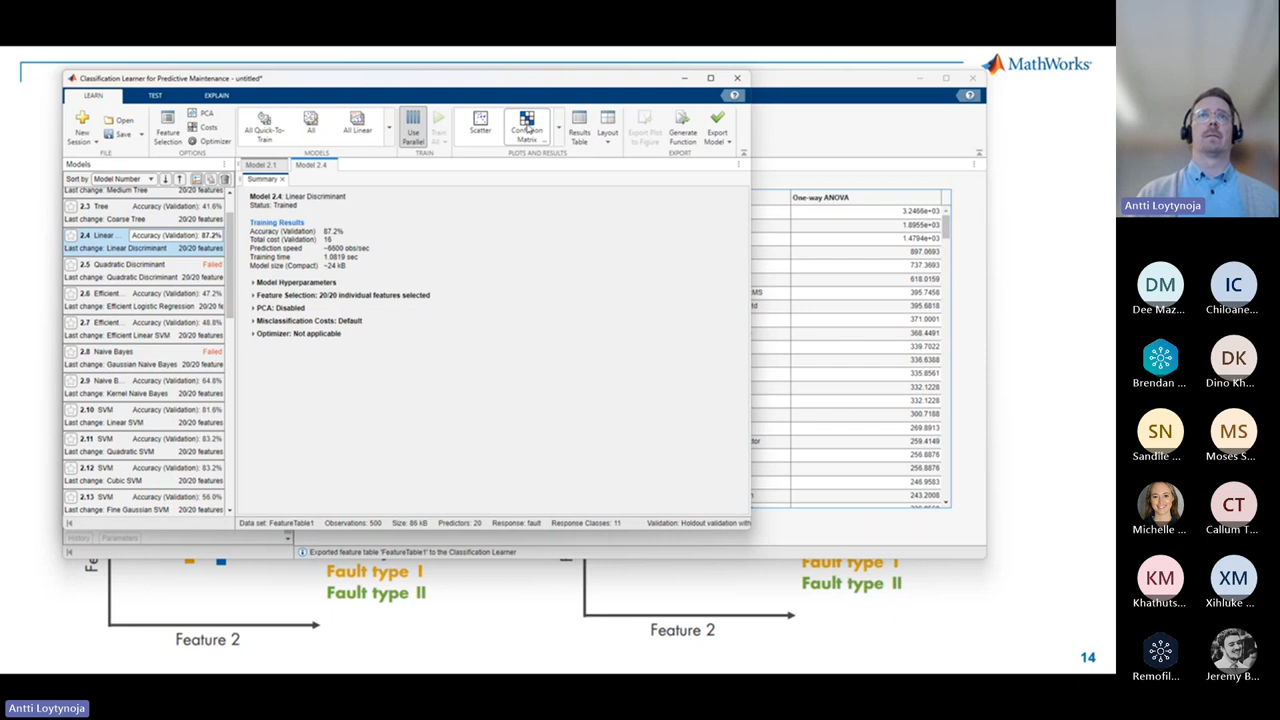 MathWorks®
Classification Learner for Predictive Maintenance - untitled*
LEARN
TEST
EXPLAIN
New Session
Open
Save
FILE
Feature Selection
PCA
Costs
Optimizer
OPTIONS
All Quick-To-Train
All
All Linear
MODELS
Use Parallel
Train All
TRAIN
Scatter
Confusion Matrix
Results Table
Layout
PLOTS AND RESULTS
Export Plot to Figure
Generate Function
Export Model
EXPORT
Models
Sort by Model Number
Last change: Medium Tree 20/20 features
2.3 Tree Accuracy (Validation): 41.6%
Last change: Coarse Tree 20/20 features
2.4 Linear ... Accuracy (Validation): 87.2%
Last change: Linear Discriminant 20/20 features
2.5 Quadratic Discriminant Failed
Last change: Quadratic Discriminant 20/20 features
2.6 Efficient... Accuracy (Validation): 47.2%
Last change: Efficient Logistic Regression 20/20 fe
2.7 Efficient... Accuracy (Validation): 48.8%
Last change: Efficient Linear SVM 20/20 features
2.8 Naive Bayes Failed
Last change: Gaussian Naive Bayes 20/20 feature
2.9 Naive B... Accuracy (Validation): 64.8%
Last change: Kernel Naive Bayes 20/20 features
2.10 SVM Accuracy (Validation): 81.6%
Last change: Linear SVM 20/20 features
2.11 SVM Accuracy (Validation): 83.2%
Last change: Quadratic SVM 20/20 features
2.12 SVM Accuracy (Validation): 83.2%
Last change: Cubic SVM 20/20 features
2.13 SVM Accuracy (Validation): 56.0%
Last change: Fine Gaussian SVM 20/20 features
Model 2.1
Model 2.4
Summary
Model 2.4: Linear Discriminant
Status: Trained
Training Results
Accuracy (Validation) 87.2%
Total cost (Validation) 16
Prediction speed ~6600 obs/sec
Training time 1.0819 sec
Model size (Compact) ~24 kB
Model Hyperparameters
Feature Selection: 20/20 individual features selected
PCA: Disabled
Misclassification Costs: Default
Optimizer: Not applicable
Data set: FeatureTable1 Observations: 500 Size: 86 kB Predictors: 20 Response: fault Response Classes: 11 Validation: Holdout validation with
One-way ANOVA
3.2466e+03
1.8955e+03
1.4794e+03
897.0693
737.3693
618.0159
MS 395.7458
395.6818
371.0001
368.4491
339.7022
336.6388
335.8561
332.1228
332.1228
300.7188
269.8913
tor 259.4149
256.8876
256.8876
246.9583
243.2008
History Parameters
Exported feature table 'FeatureTable1' to the Classification Learner
Fault type I
Fault type II
Feature 2
Fault type I
Fault type II
Feature 2
14
Antti Loytynoja
DM
Dee Maz...
IC
Chiloane...
Brendan ...
DK
Dino Kh...
SN
Sandile ...
MS
Moses S...
Michelle ...
CT
Callum T...
KM
Khathuts...
XM
Xihluke ...
Remofil...
Jeremy B...
Antti Loytynoja